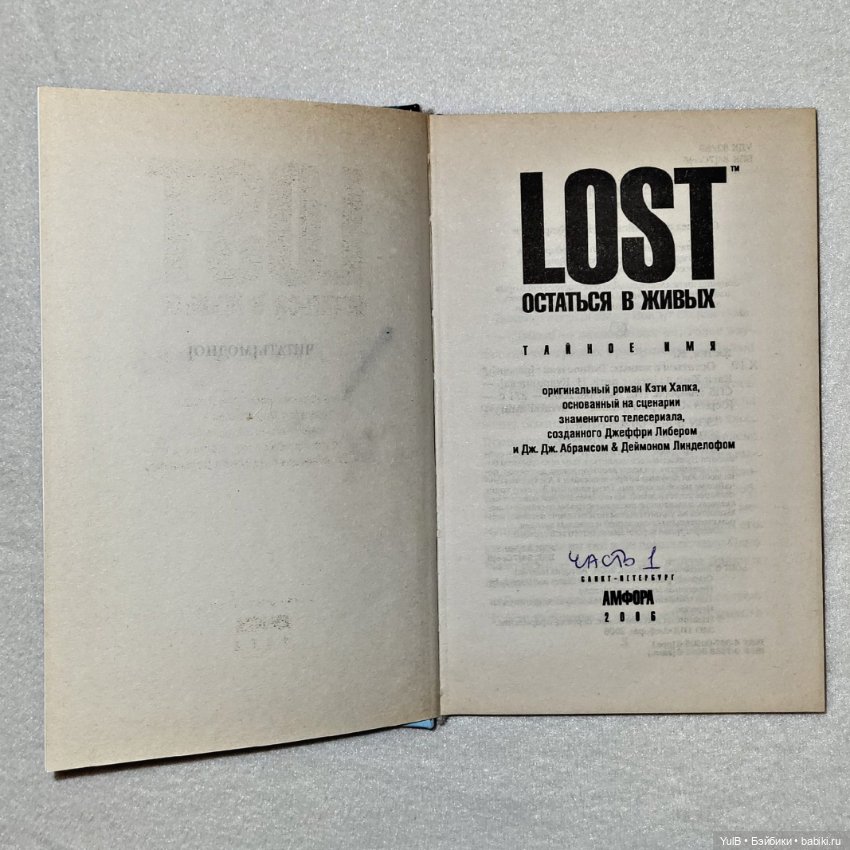 LOST™
ОСТАТЬСЯ В ЖИВЫХ
ТАЙНОЕ ИМЯ
оригинальный роман Кэти Хапка,
основанный на сценарии
знаменитого телесериала,
созданного Джеффри Либером
и Дж. Дж. Абрамсом & Деймоном Линделофом
часть 1
САНКТ-ПЕТЕРБУРГ
АМФОРА
2006
YulB • Бэйбики • babiki.ru